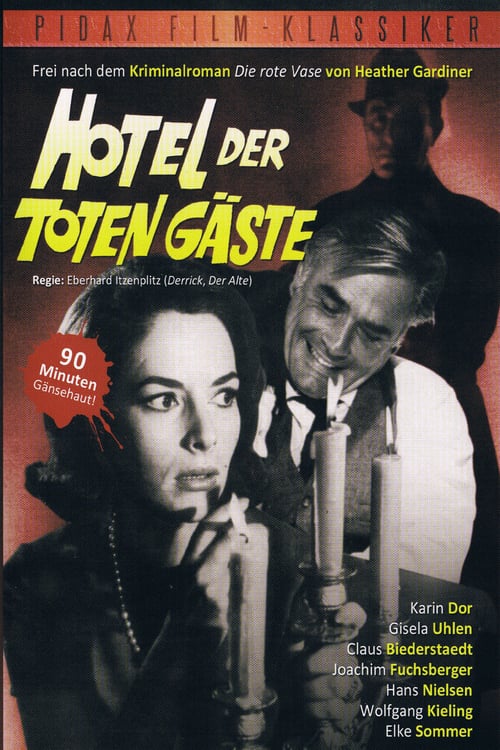 PIDAX FILM-KLASSIKER
Frei nach dem Kriminalroman Die rote Vase von Heather Gardiner
HOTEL DER
TOTEN GÄSTE
Regie: Eberhard Itzenplitz (Derrick, Der Alte)
90
Minuten
Gänsehaut!
Karin Dor
Gisela Uhlen
Claus Biederstaedt
Joachim Fuchsberger
Hans Nielsen
Wolfgang Kieling
Elke Sommer